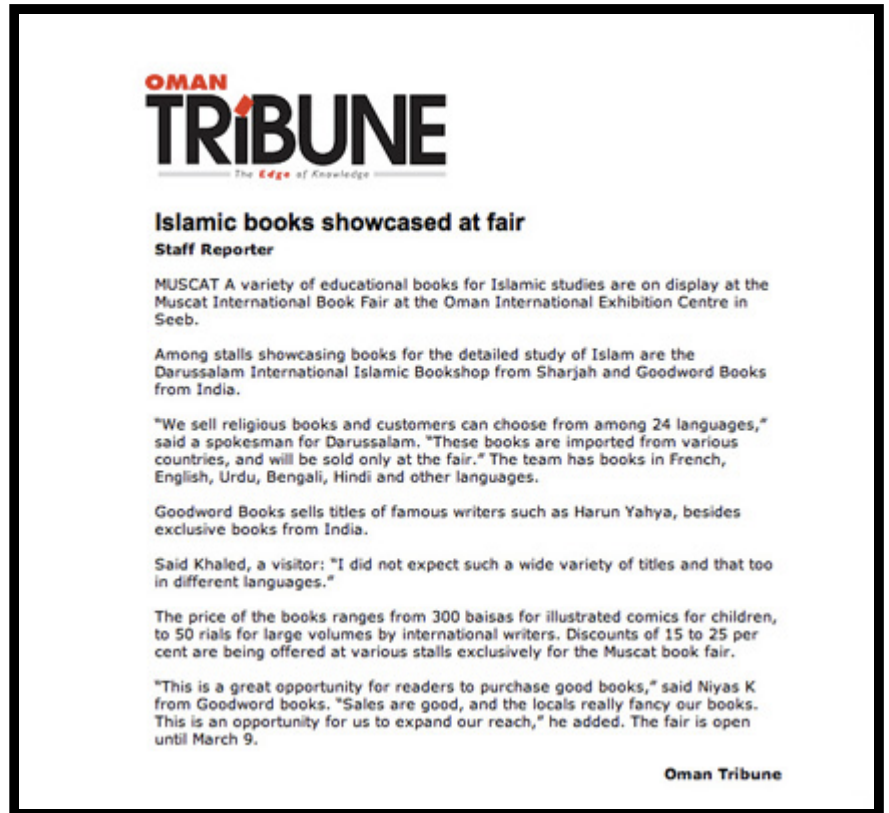 OMAN
TRiBUNE
The Edge of Knowledge
Islamic books showcased at fair
Staff Reporter
MUSCAT A variety of educational books for Islamic studies are on display at the
Muscat International Book Fair at the Oman International Exhibition Centre in
Seeb.
Among stalls showcasing books for the detailed study of Islam are the
Darussalam International Islamic Bookshop from Sharjah and Goodword Books
from India.
"We sell religious books and customers can choose from among 24 languages,"
said a spokesman for Darussalam. "These books are imported from various
countries, and will be sold only at the fair." The team has books in French,
English, Urdu, Bengali, Hindi and other languages.
Goodword Books sells titles of famous writers such as Harun Yahya, besides
exclusive books from India.
Said Khaled, a visitor: "I did not expect such a wide variety of titles and that too
in different languages."
The price of the books ranges from 300 baisas for illustrated comics for children,
to 50 rials for large volumes by international writers. Discounts of 15 to 25 per
cent are being offered at various stalls exclusively for the Muscat book fair.
"This is a great opportunity for readers to purchase good books," said Niyas K
from Goodword books. "Sales are good, and the locals really fancy our books.
This is an opportunity for us to expand our reach," he added. The fair is open
until March 9.
Oman Tribune